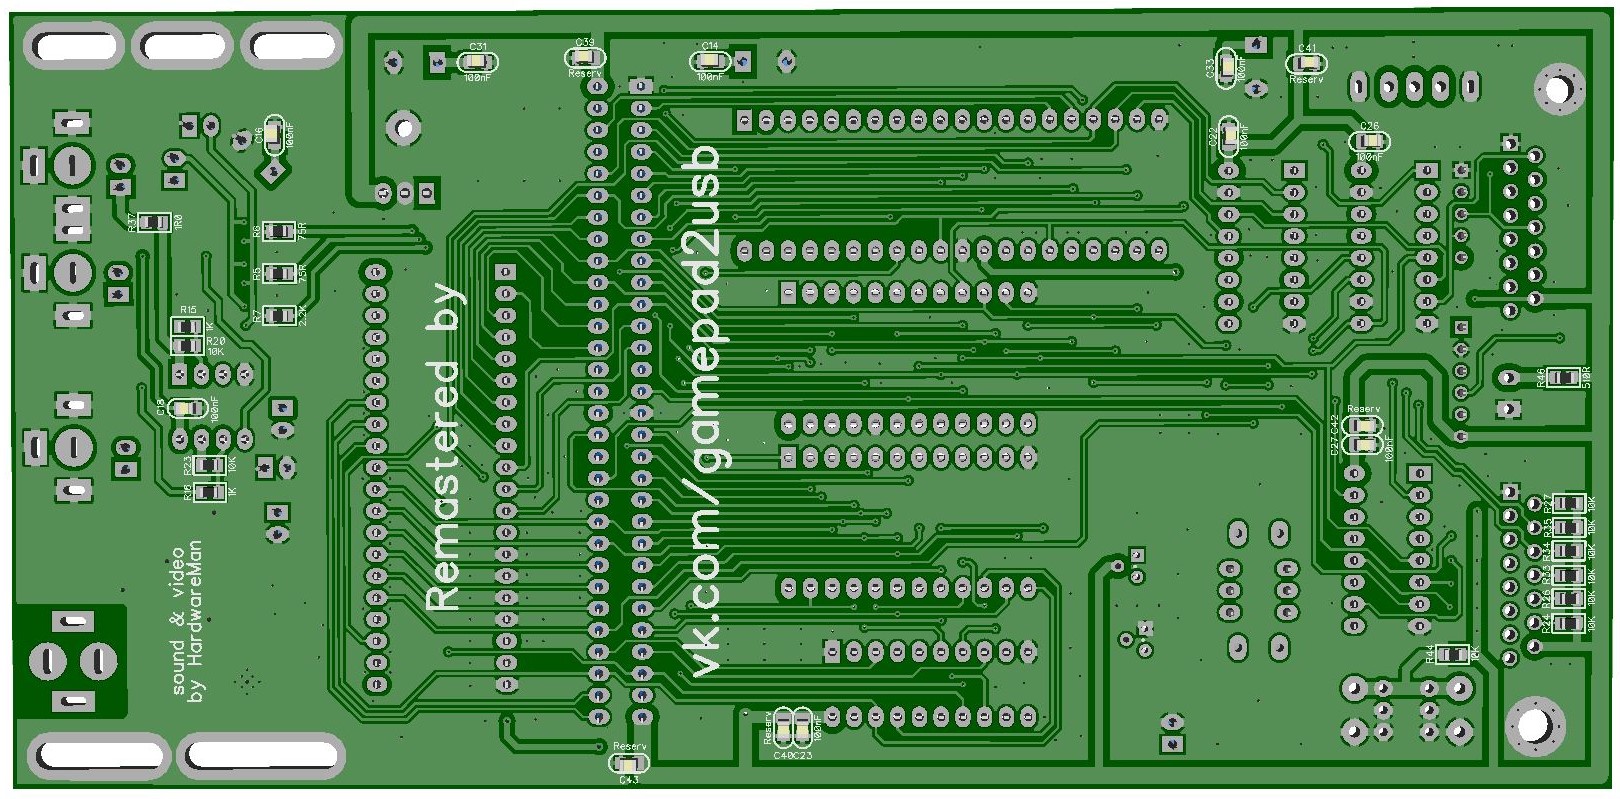 C31
100nF
C39
Reserv
C14
C33
100nF
C41
Reserv
C16
100nF
C22
100nF
C26
100nF
R37
1R0
R6
75R
R5
75R
R7
2.2K
R15
1K
R20
10K
C18
100nF
R23
10K
R18
1K
Remastered by
vk.com/gamepad2usb
R46
510R
Reserv
C42
C27
100nF
R27
10K
R35
10K
R34
10K
R33
10K
R26
10K
R24
10K
R44
10K
sound & video
by HardwareMan
Reserv
100nF
C40
C23
Reserv
C43